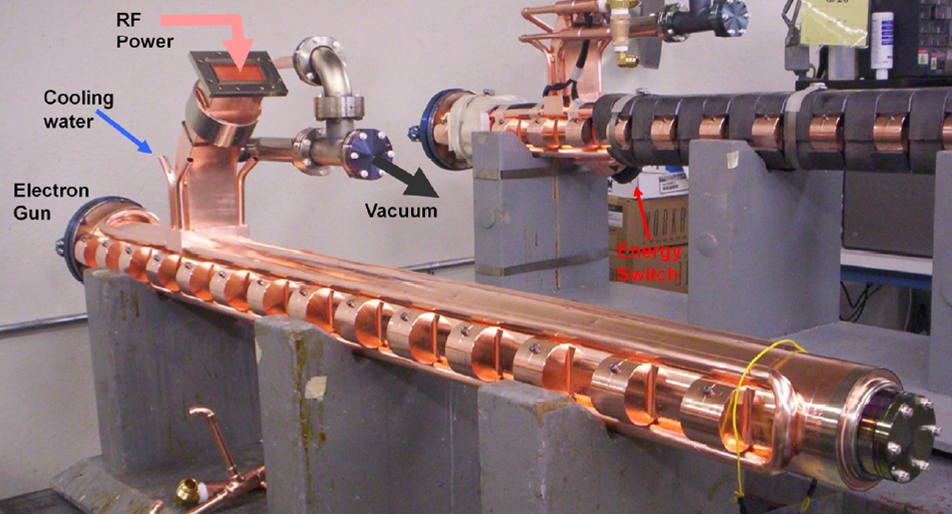 RF
Power
Cooling
water
Electron
Gun
Vacuum
Energy
Switch